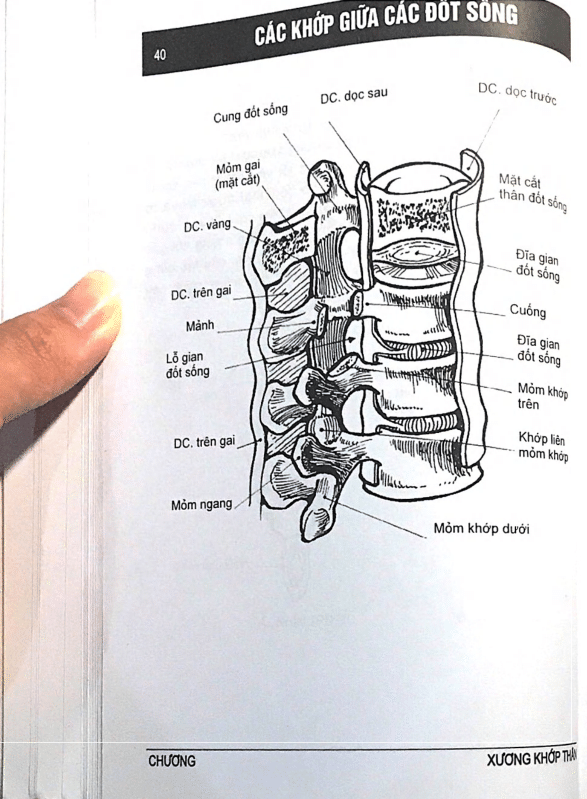 CÁC KHỚP GIỮA CÁC ĐỐT SỐNG
40
DC. dọc sau
DC. dọc trước
Cung đốt sống
Mỏm gai
(mặt cắt)
DC. vàng
DC. trên gai
Mảnh
Lỗ gian
đốt sống
DC. trên gai
Mỏm ngang
Mặt cắt
thân đốt sống
Đĩa gian
đốt sống
Cuống
Đĩa gian
đốt sống
Mỏm khớp
trên
Khớp liên
mỏm khớp
Mỏm khớp dưới
CHƯƠNG
XƯƠNG KHỚP THÂN